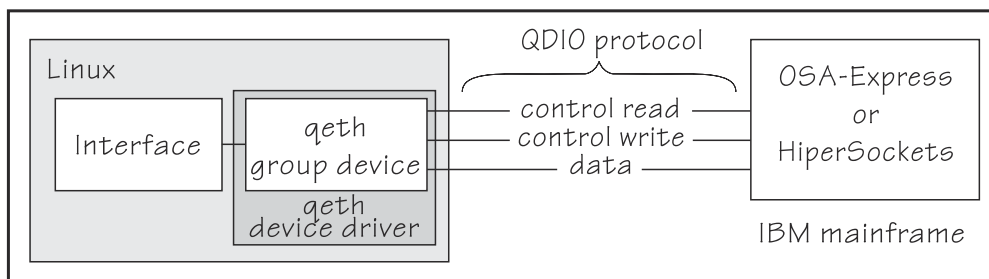 QDIO protocol
Linux
Interface
qeth
group device
qeth
device driver
control read
control write
data
OSA-Express
or
HiperSockets
IBM mainframe